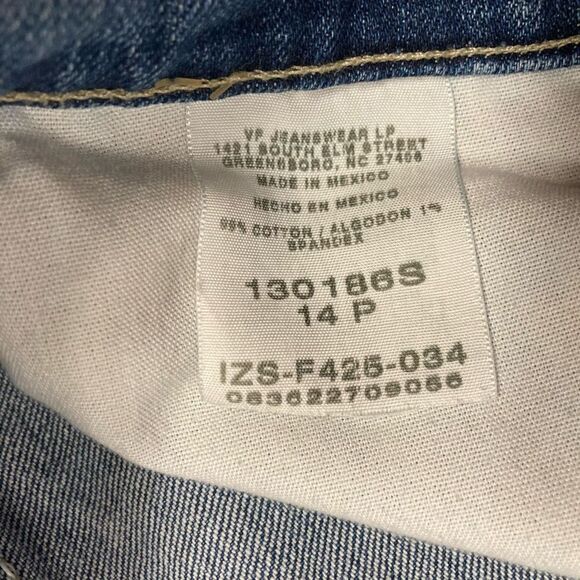 VF JEANSWEAR LP
1421 SOUTH ELM STREET
GREENSBORO, NC 27406
MADE IN MEXICO
HECHO EN MEXICO
99% COTTON / ALGODON 1%
SPANDEX
130186S
14 P
IZS-F425-034
083622709066